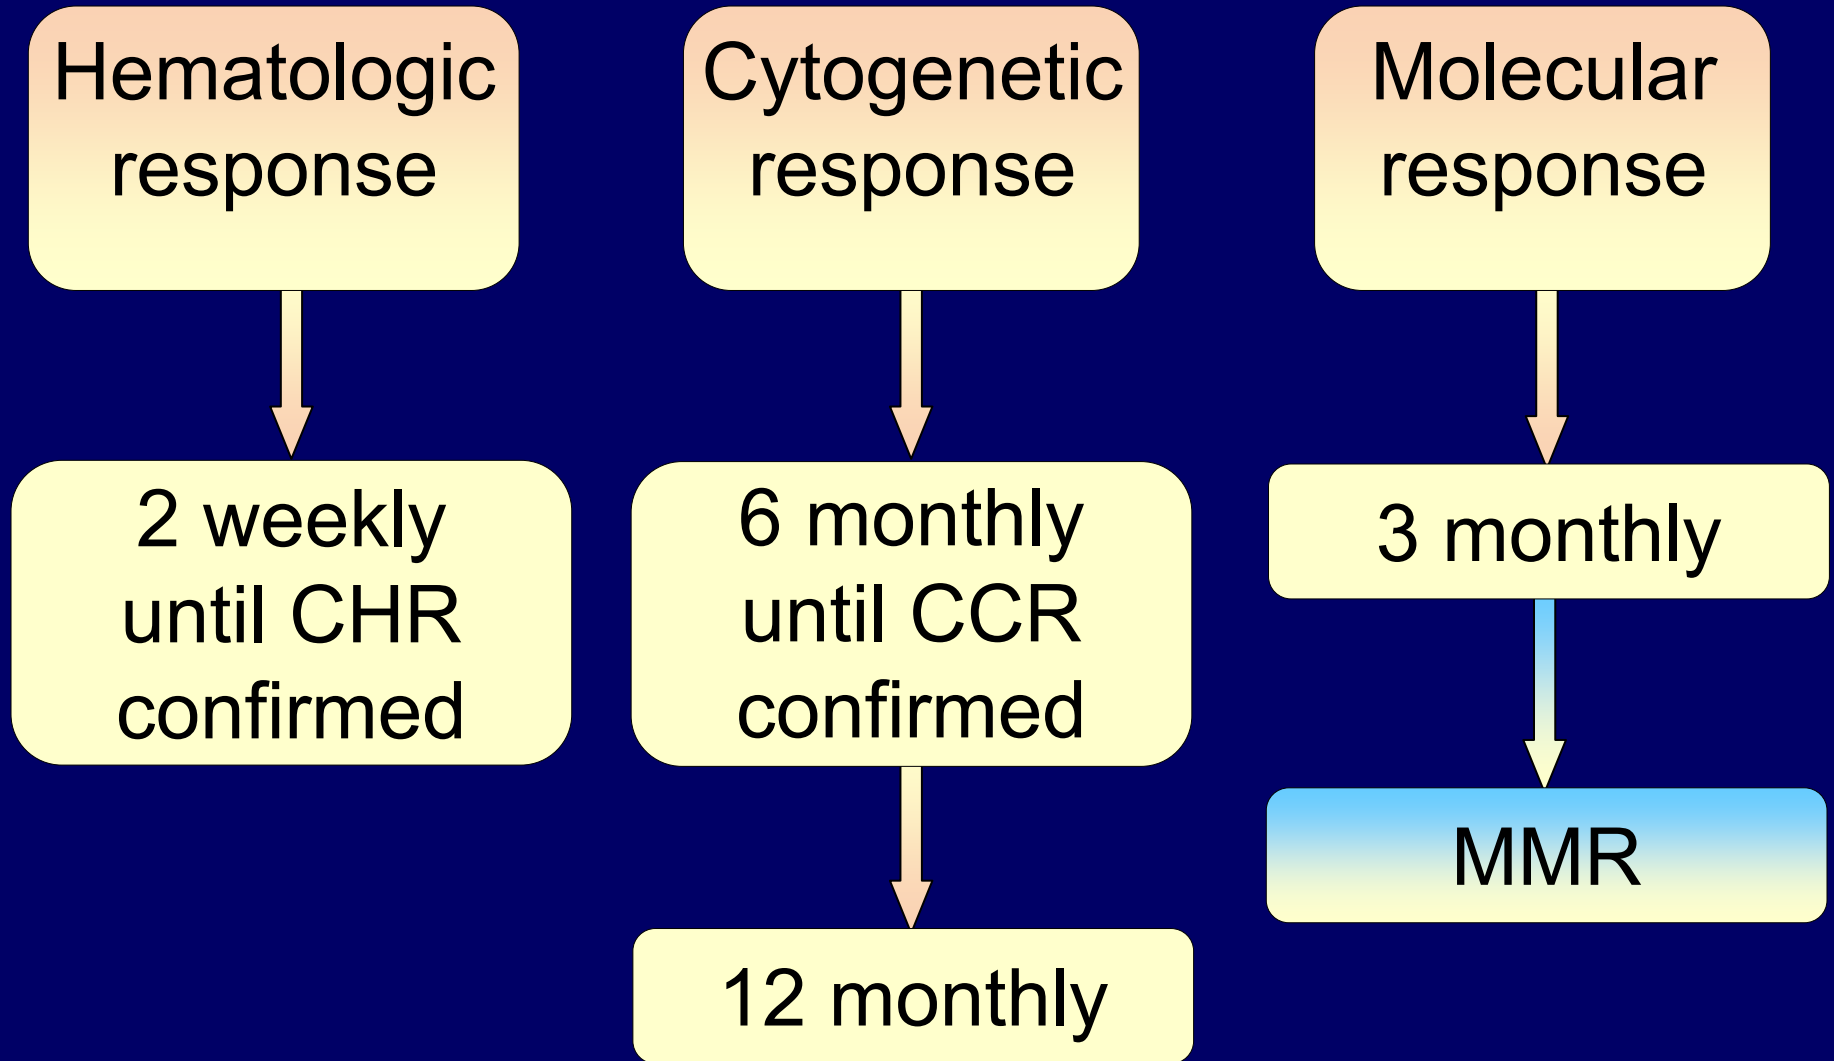 Hematologic
response
Cytogenetic
response
Molecular
response
2 weekly
until CHR
confirmed
6 monthly
until CCR
confirmed
3 monthly
MMR
12 monthly